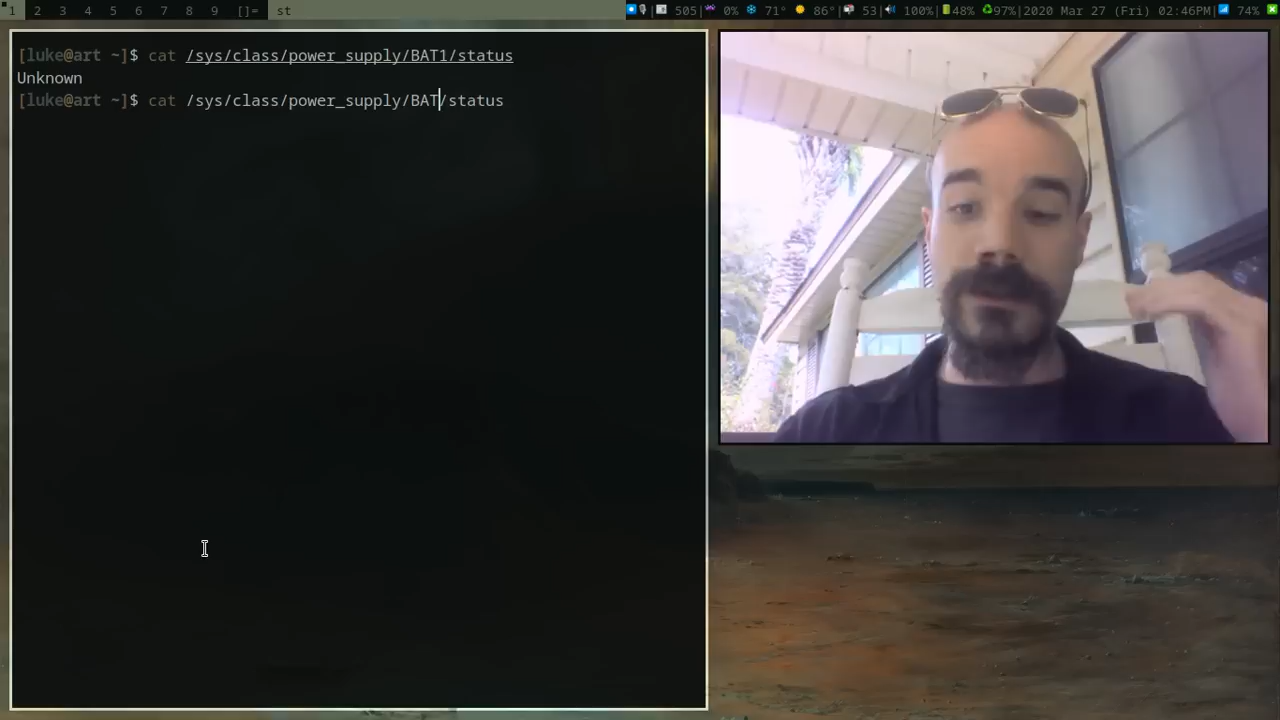 1 2 3 4 5 6 7 8 9 []= st 505| 0% 71° 86°| 53| 100%| 48% 97%|2020 Mar 27 (Fri) 02:46PM| 74%
[luke@art ~]$ cat /sys/class/power_supply/BAT1/status
Unknown
[luke@art ~]$ cat /sys/class/power_supply/BAT/status